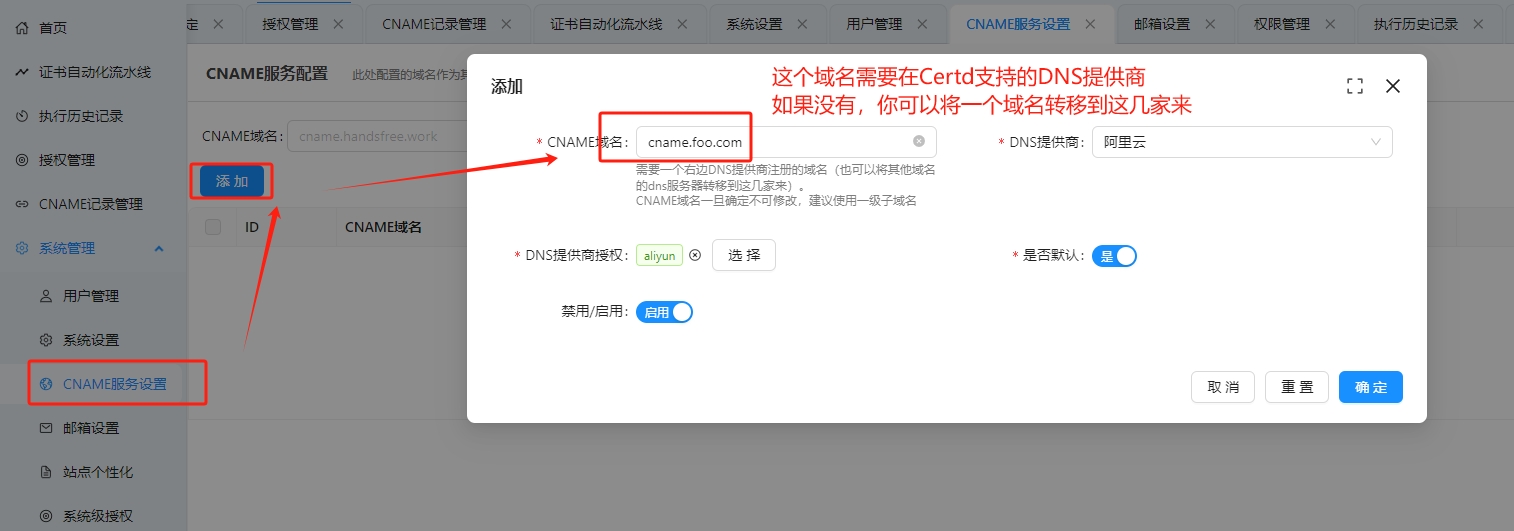 首页
证书自动化流水线
执行历史记录
授权管理
CNAME记录管理
系统管理
用户管理
系统设置
CNAME服务设置
邮箱设置
站点个性化
系统级授权
定
授权管理
CNAME记录管理
证书自动化流水线
系统设置
用户管理
CNAME服务设置
邮箱设置
权限管理
执行历史记录
CNAME服务配置
此处配置的域名作为其
CNAME域名:
cname.handsfree.work
添 加
ID
CNAME域名
添加
这个域名需要在Certd支持的DNS提供商
如果没有，你可以将一个域名转移到这几家来
* CNAME域名:
cname.foo.com
* DNS提供商:
阿里云
需要一个右边DNS提供商注册的域名（也可以将其他域名
的dns服务器转移到这几家来）。
CNAME域名一旦确定不可修改，建议使用一级子域名
* DNS提供商授权:
aliyun
选 择
* 是否默认:
是
禁用/启用:
启用
取 消
重 置
确 定